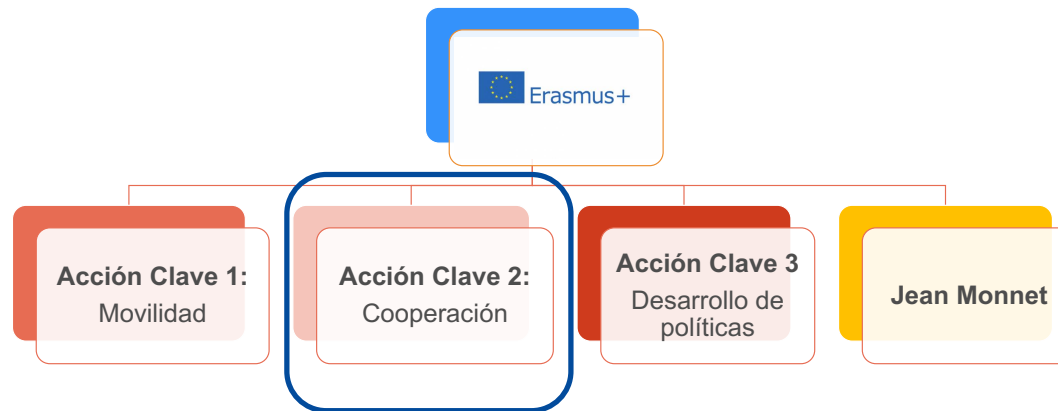 Erasmus+
Acción Clave 1:
Movilidad
Acción Clave 2:
Cooperación
Acción Clave 3
Desarrollo de
políticas
Jean Monnet